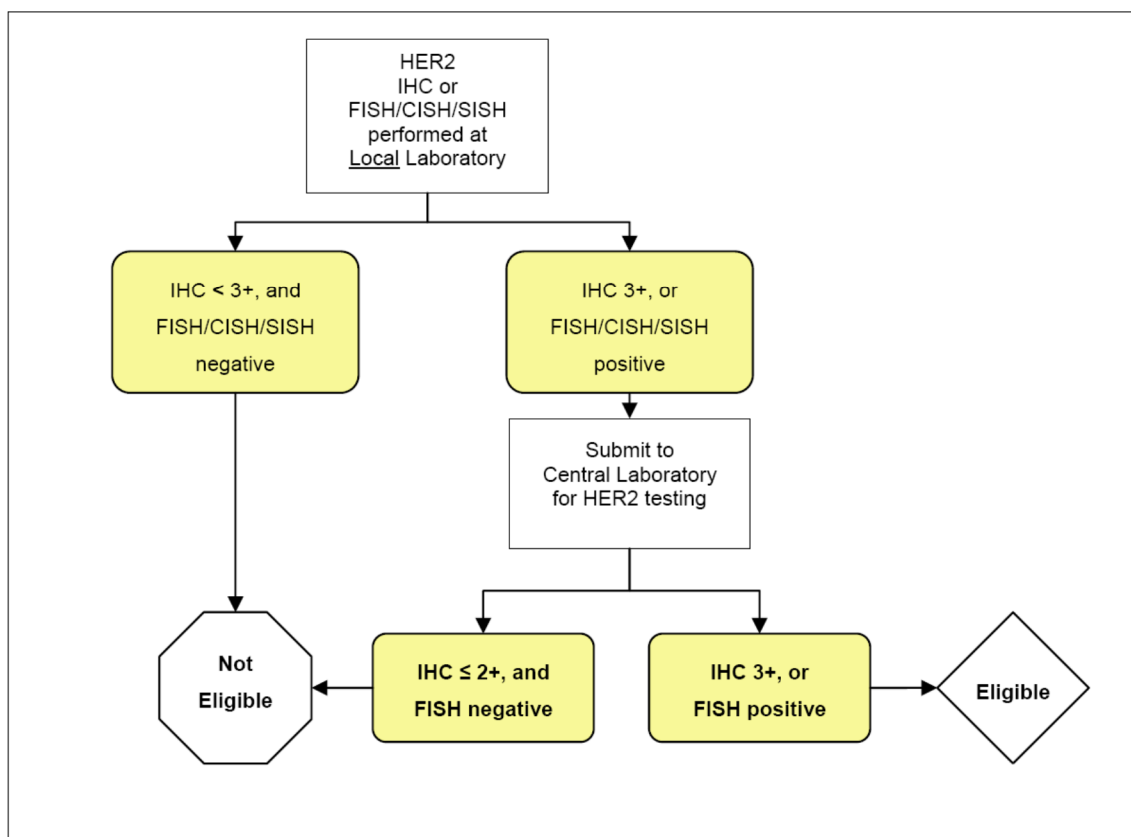 HER2
IHC or
FISH/CISH/SISH
performed at
Local Laboratory
IHC < 3+, and
FISH/CISH/SISH
negative
IHC 3+, or
FISH/CISH/SISH
positive
Submit to
Central Laboratory
for HER2 testing
Not
Eligible
IHC ≤ 2+, and
FISH negative
IHC 3+, or
FISH positive
Eligible